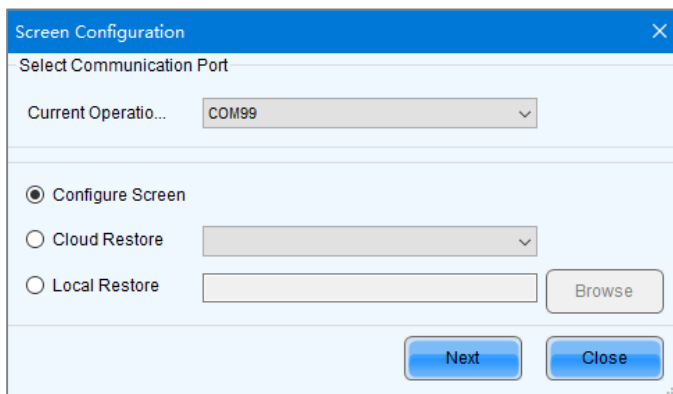 Screen Configuration
Select Communication Port
Current Operatio... COM99
Configure Screen
Cloud Restore
Local Restore
Browse
Next Close